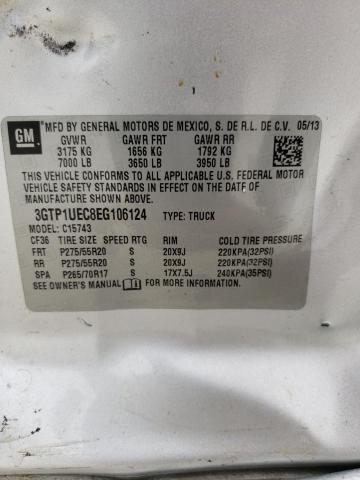 GM
MFD BY GENERAL MOTORS DE MEXICO, S. DE R.L. DE C.V. 05/13
GVWR GAWR FRT GAWR RR
3175 KG 1656 KG 1792 KG
7000 LB 3650 LB 3950 LB
THIS VEHICLE CONFORMS TO ALL APPLICABLE U.S. FEDERAL MOTOR
VEHICLE SAFETY STANDARDS IN EFFECT ON THE DATE OF
MANUFACTURE SHOWN ABOVE.
3GTP1UEC8EG106124 TYPE: TRUCK
MODEL: C15743
CF36 TIRE SIZE SPEED RTG RIM COLD TIRE PRESSURE
FRT P275/55R20 S 20X9J 220KPA(32PSI)
RR P275/55R20 S 20X9J 220KPA(32PSI)
SPA P265/70R17 S 17X7.5J 240KPA(35PSI)
SEE OWNER'S MANUAL FOR MORE INFORMATION